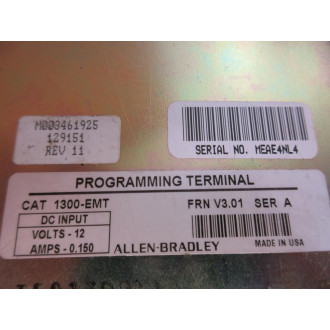 M003461925
129151
REV 11
SERIAL NO. MEAE4NL4
PROGRAMMING TERMINAL
CAT 1300-EMT
FRN V3.01 SER A
DC INPUT
VOLTS - 12
AMPS - 0.150
ALLEN-BRADLEY
MADE IN USA